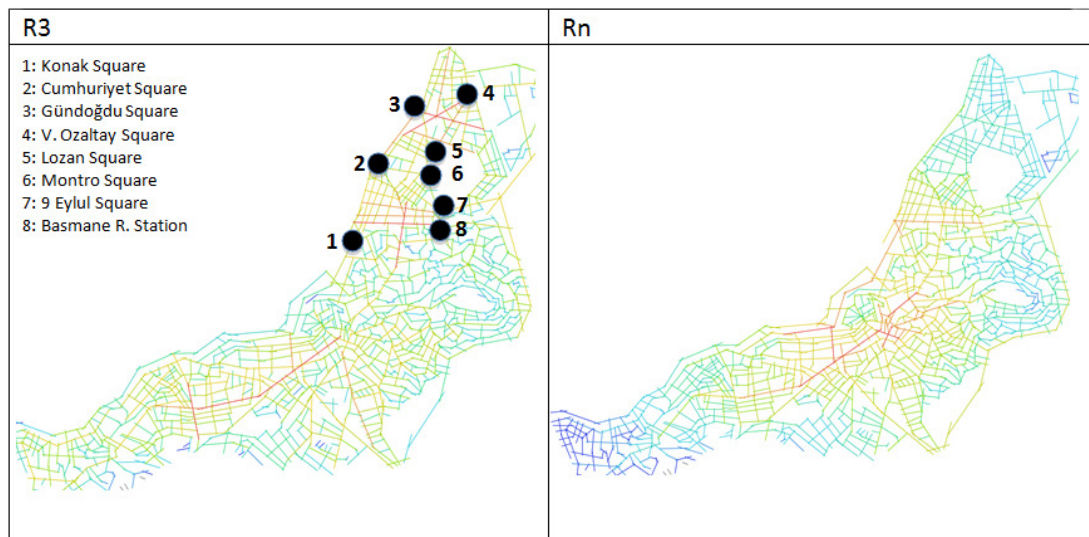 R3
Rn
1: Konak Square
2: Cumhuriyet Square
3: Gündoğdu Square
4: V. Ozaltay Square
5: Lozan Square
6: Montro Square
7: 9 Eylul Square
8: Basmane R. Station
4
3
5
2
6
7
8
1